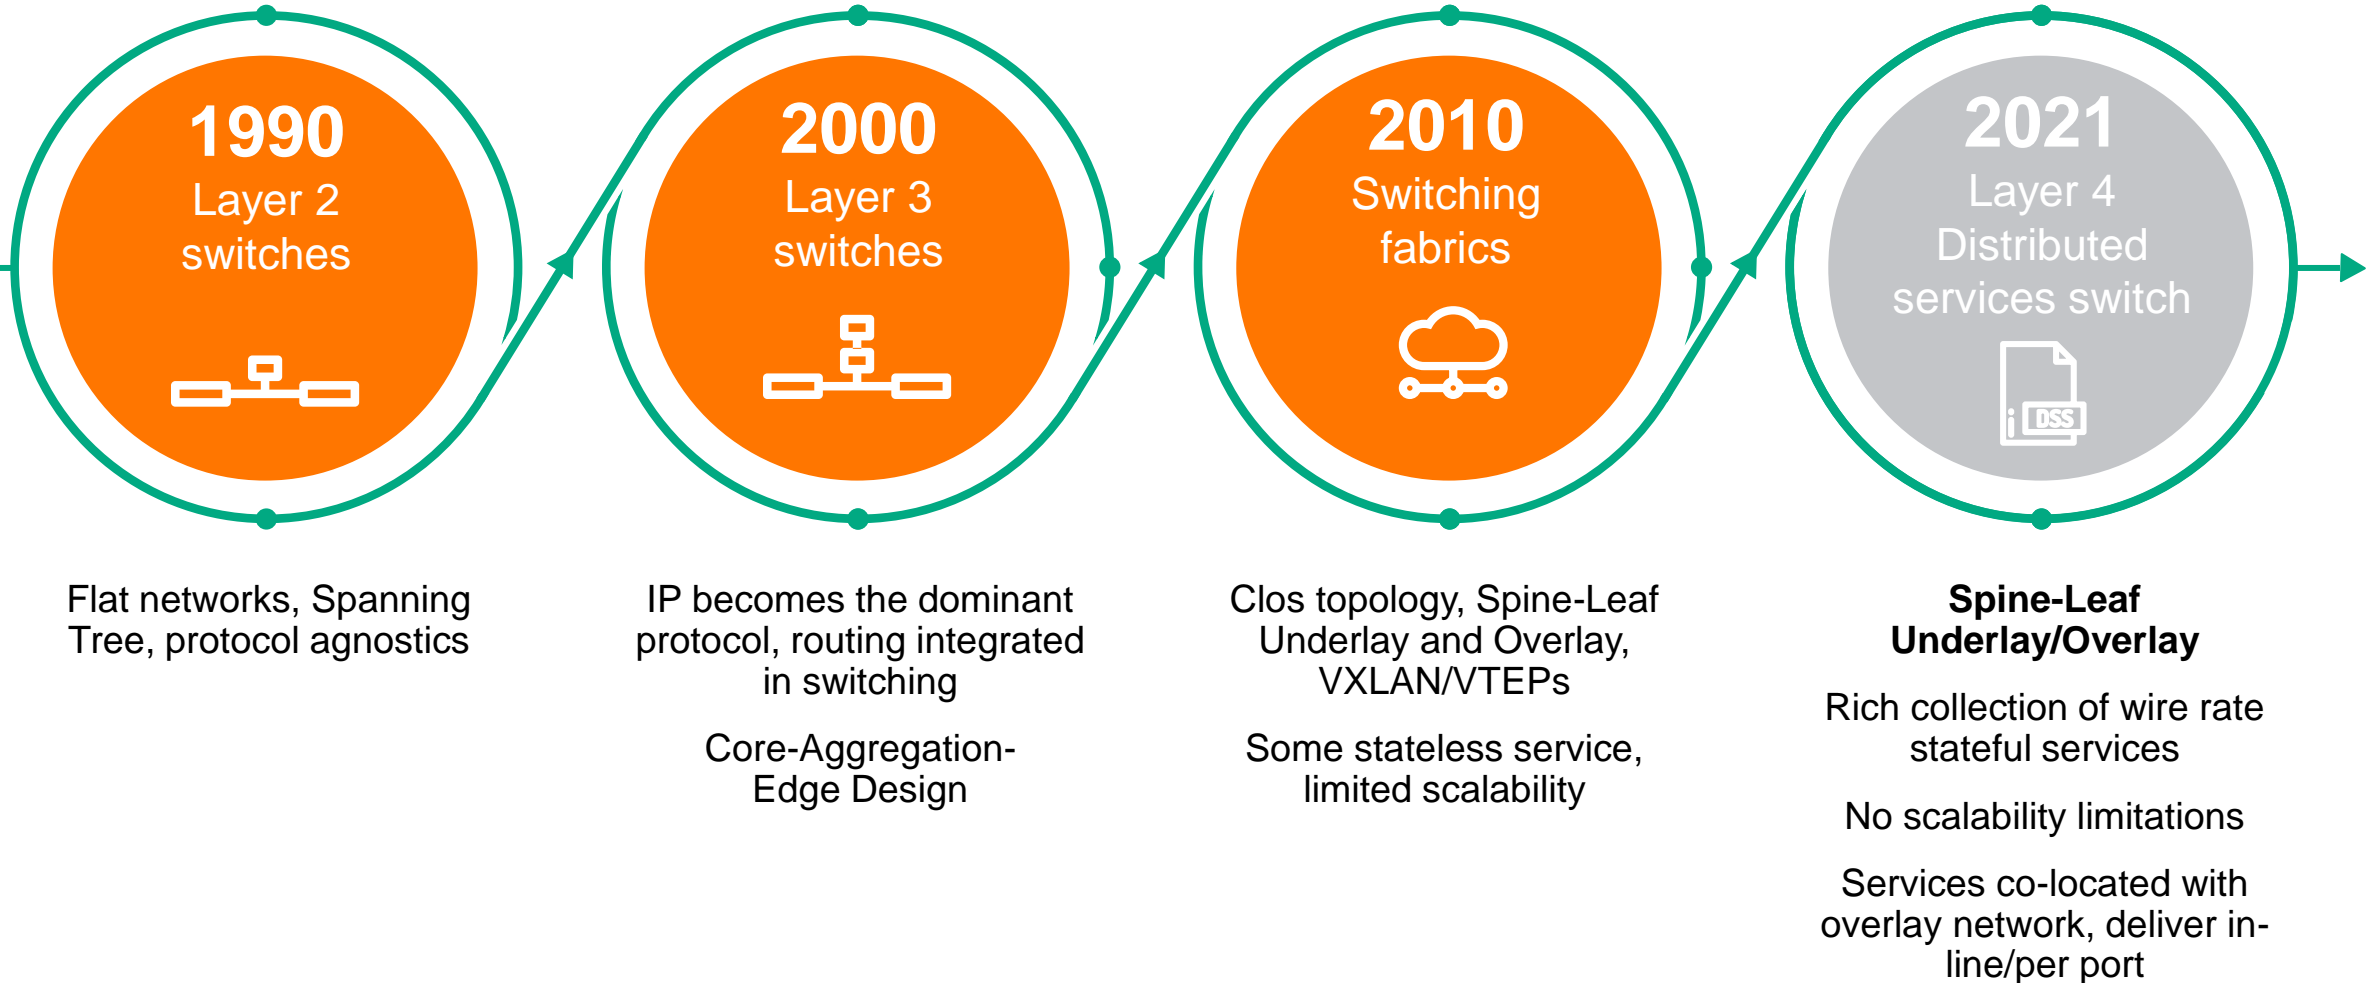 1990
Layer 2
switches
2000
Layer 3
switches
2010
Switching
fabrics
2021
Layer 4
Distributed
services switch
i
DSS
Flat networks, Spanning
Tree, protocol agnostics
IP becomes the dominant
protocol, routing integrated
in switching
Core-Aggregation-
Edge Design
Clos topology, Spine-Leaf
Underlay and Overlay,
VXLAN/VTEPs
Some stateless service,
limited scalability
Spine-Leaf
Underlay/Overlay
Rich collection of wire rate
stateful services
No scalability limitations
Services co-located with
overlay network, deliver in-
line/per port